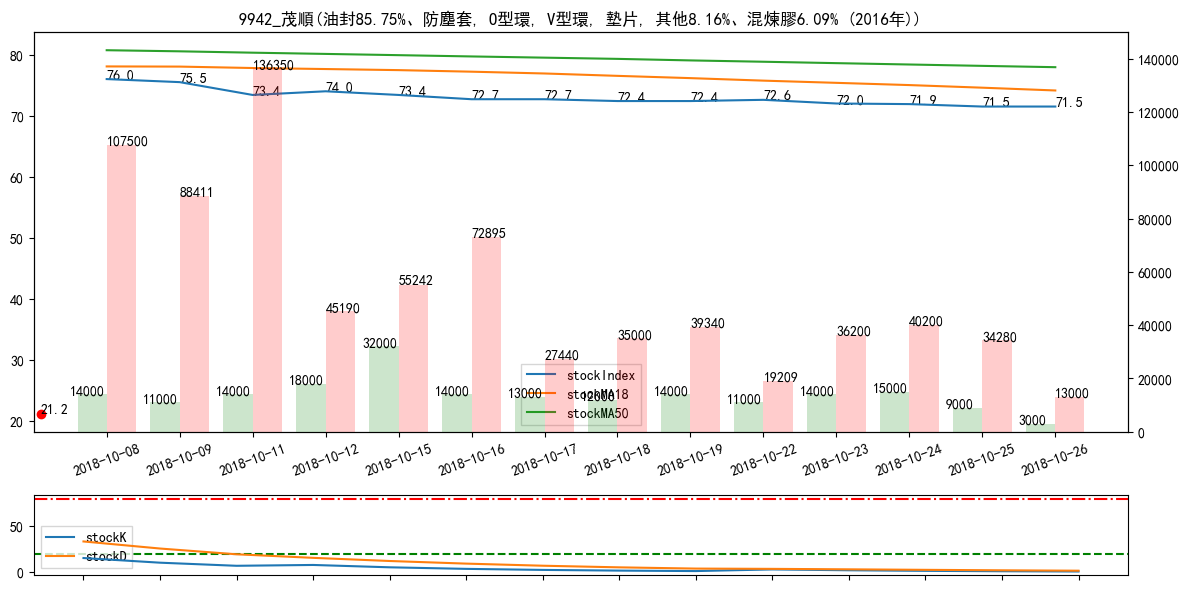 9942_茂順(油封85.75%、防塵套, O型環, V型環, 墊片, 其他8.16%、混煉膠6.09% (2016年))
80 70 60 50 40 30 20
140000 120000 100000 80000 60000 40000 20000 0
76.0 75.5 73.4 74.0 73.4 72.7 72.7 72.4 72.4 72.6 72.0 71.9 71.5 71.5
107500 88411 136350 45190 55242 72895 27440 35000 39340 19209 36200 40200 34280 13000
14000 11000 14000 18000 32000 14000 13000 12000 14000 11000 14000 15000 9000 3000
21.2
stockIndex
stockMA18
stockMA50
2018-10-08 2018-10-09 2018-10-11 2018-10-12 2018-10-15 2018-10-16 2018-10-17 2018-10-18 2018-10-19 2018-10-22 2018-10-23 2018-10-24 2018-10-25 2018-10-26
50 0
stockK
stockD